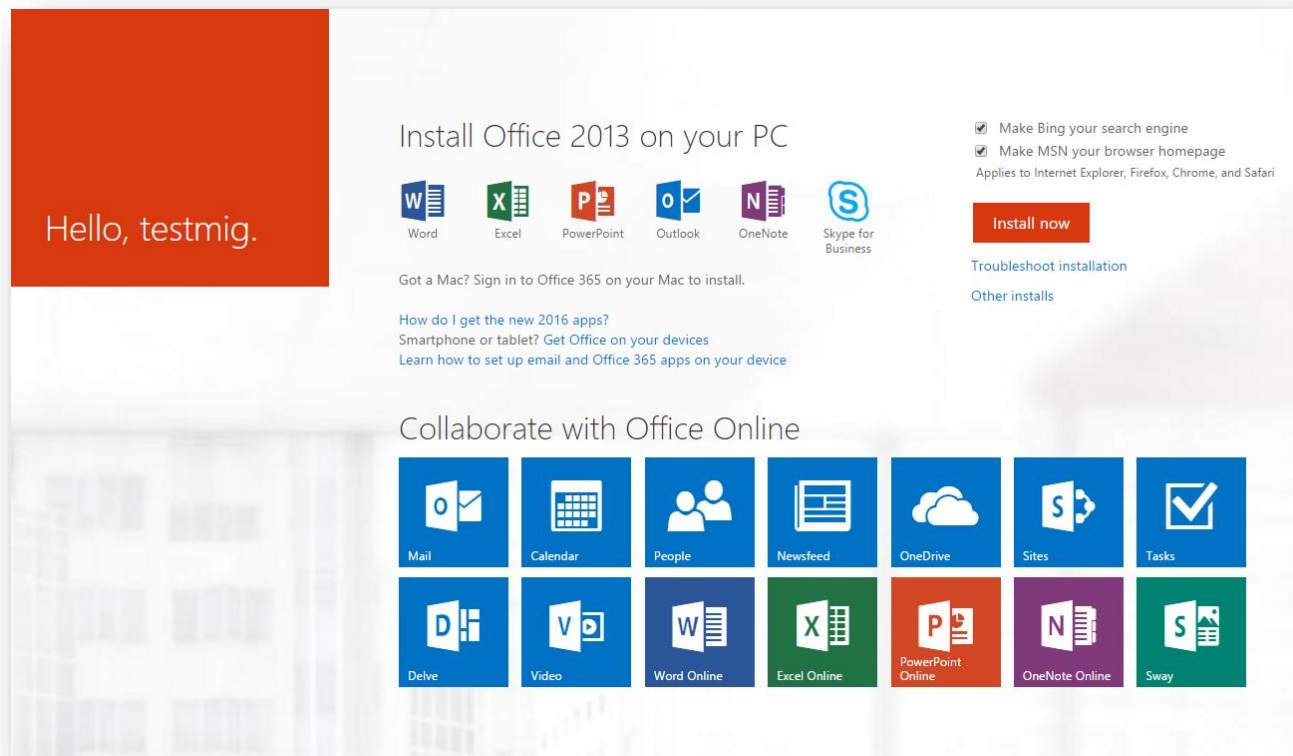 Hello, testmig.
Install Office 2013 on your PC
Word
Excel
PowerPoint
Outlook
OneNote
Skype for
Business
Got a Mac? Sign in to Office 365 on your Mac to install.
How do I get the new 2016 apps?
Smartphone or tablet? Get Office on your devices
Learn how to set up email and Office 365 apps on your device
Make Bing your search engine
Make MSN your browser homepage
Applies to Internet Explorer, Firefox, Chrome, and Safari
Install now
Troubleshoot installation
Other installs
Collaborate with Office Online
Mail
Calendar
People
Newsfeed
OneDrive
Sites
Tasks
Delve
Video
Word Online
Excel Online
PowerPoint
Online
OneNote Online
Sway